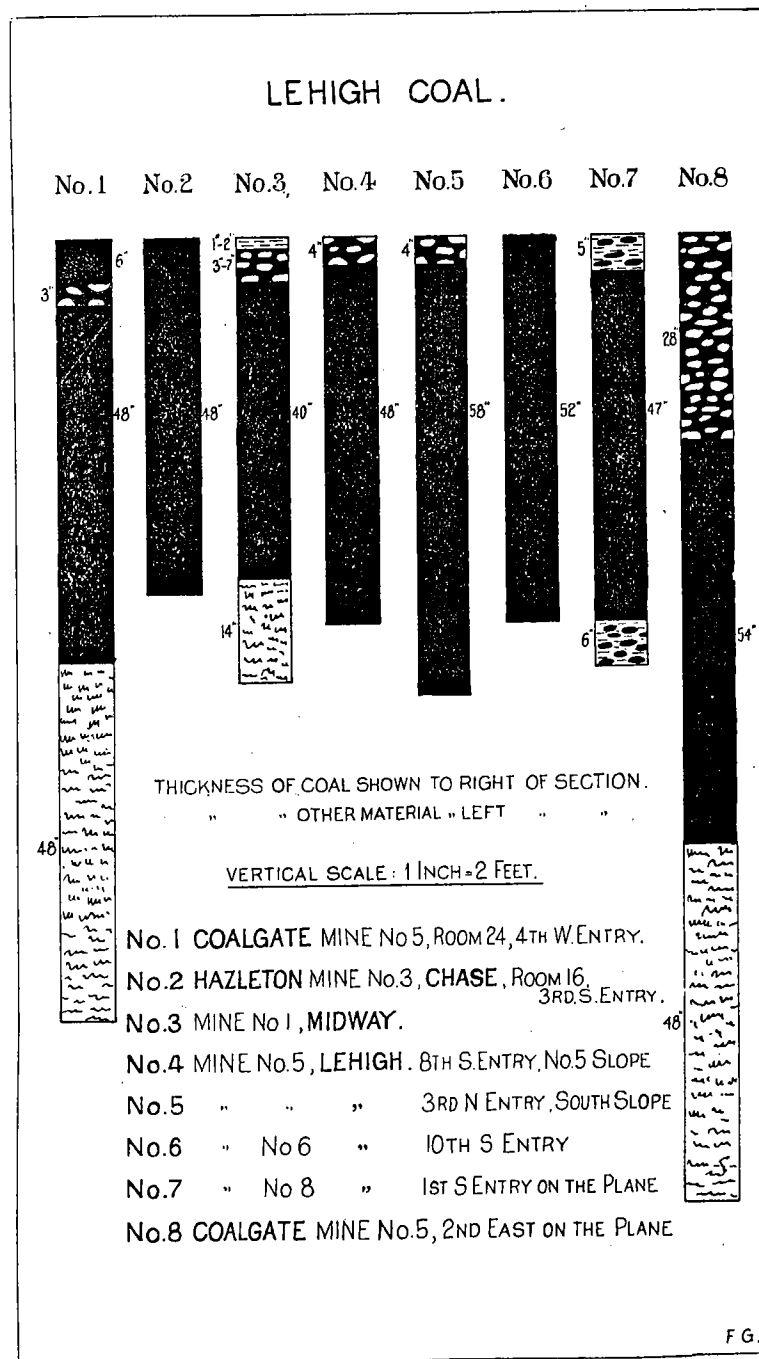 LEHIGH COAL.
No.1 No.2 No.3, No.4 No.5 No.6 No.7 No.8
6"
3"
48"
48"
48"
1"-2"
3"-7"
40"
14"
4"
48"
4"
58"
52"
5"
47"
6"
28"
54"
48"
THICKNESS OF COAL SHOWN TO RIGHT OF SECTION.
" " OTHER MATERIAL " LEFT " "
VERTICAL SCALE: 1 INCH=2 FEET.
No.1 COALGATE MINE No 5, ROOM 24, 4TH W. ENTRY.
No.2 HAZLETON MINE No.3, CHASE, ROOM 16,
3RD. S. ENTRY.
No.3 MINE No 1, MIDWAY.
No.4 MINE No.5, LEHIGH. 8TH S. ENTRY, No.5 SLOPE
No.5 " " " 3RD N ENTRY, SOUTH SLOPE
No.6 " No 6 " 10TH S ENTRY
No.7 " No 8 " 1ST S ENTRY ON THE PLANE
No.8 COALGATE MINE No.5, 2ND EAST ON THE PLANE
F G.